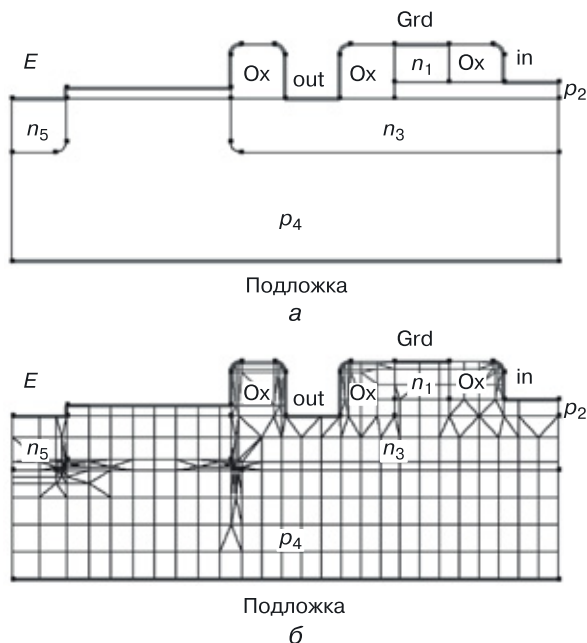 Grd
E Ox out Ox n1 Ox in
p2
n5 n3
p4
Подложка
а
Grd
E Ox out Ox n1 Ox in
p2
n5 n3
p4
Подложка
б